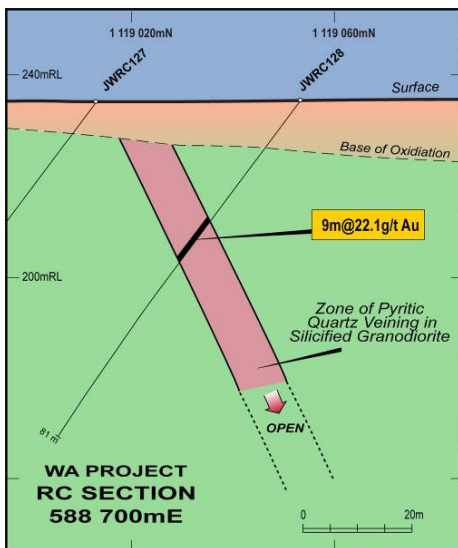 1 119 020mN
1 119 060mN
240mRL
JWRC127
JWRC128
Surface
Base of Oxidiation
9m@22.1g/t Au
200mRL
Zone of Pyritic
Quartz Veining in
Silicified Granodiorite
OPEN
81 m
WA PROJECT
RC SECTION
588 700mE
0
20m